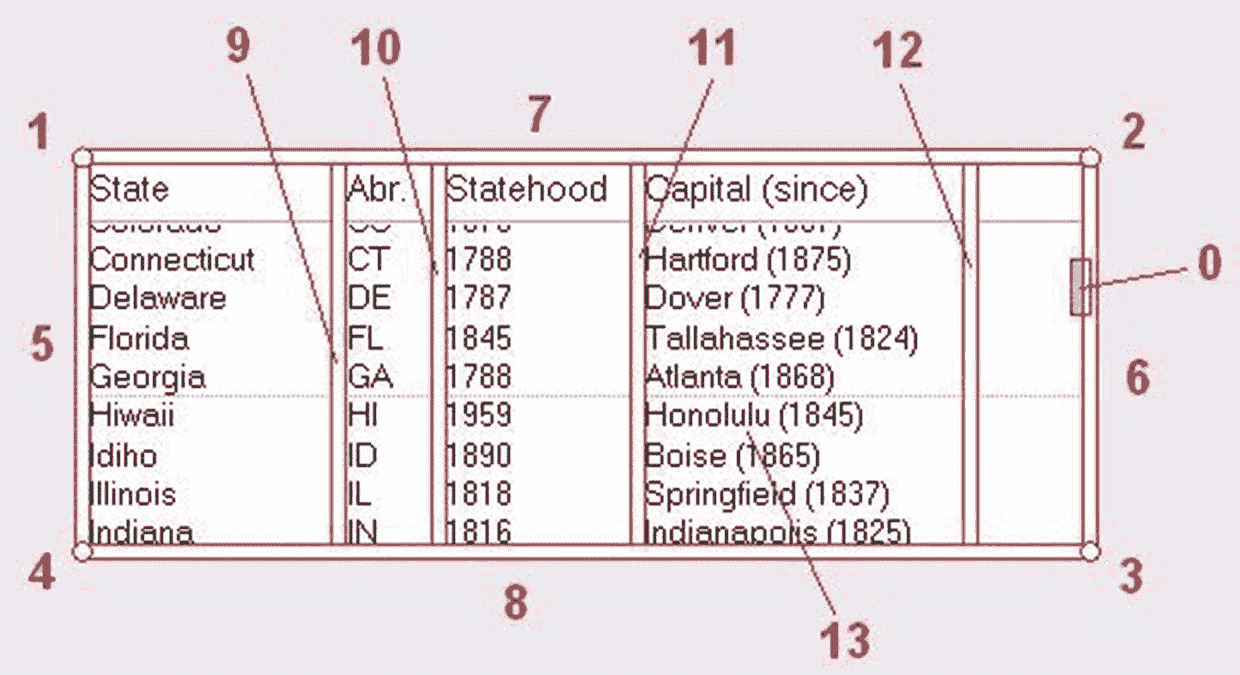 9 10 11 12
1 7 2
State Abr. Statehood Capital (since)
Connecticut CT 1788 Hartford (1875)
0
Delaware DE 1787 Dover (1777)
5 Florida FL 1845 Tallahassee (1824)
Georgia GA 1788 Atlanta (1868) 6
Hiwaii HI 1959 Honolulu (1845)
Idiho ID 1890 Boise (1865)
Illinois IL 1818 Springfield (1837)
Indiana IN 1816 Indianapolis (1825)
4 8 3
13